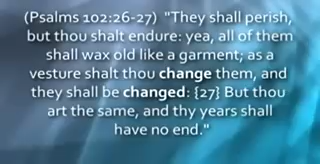 (Psalms 102:26-27) "They shall perish,
but thou shalt endure: yea, all of them
shall wax old like a garment; as a
vesture shalt thou change them, and
they shall be changed: {27} But thou
art the same, and thy years shall
have no end."